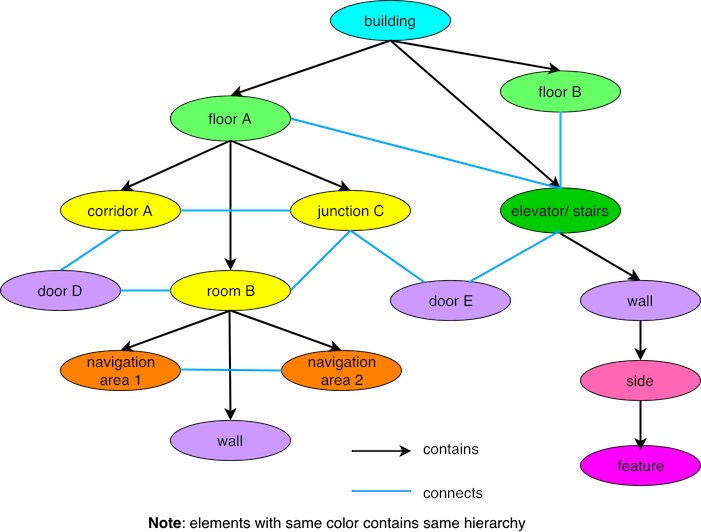 building
floor B
floor A
corridor A
junction C
elevator/ stairs
door D
room B
door E
wall
navigation
area 1
navigation
area 2
side
wall
contains
feature
connects
Note: elements with same color contains same hierarchy